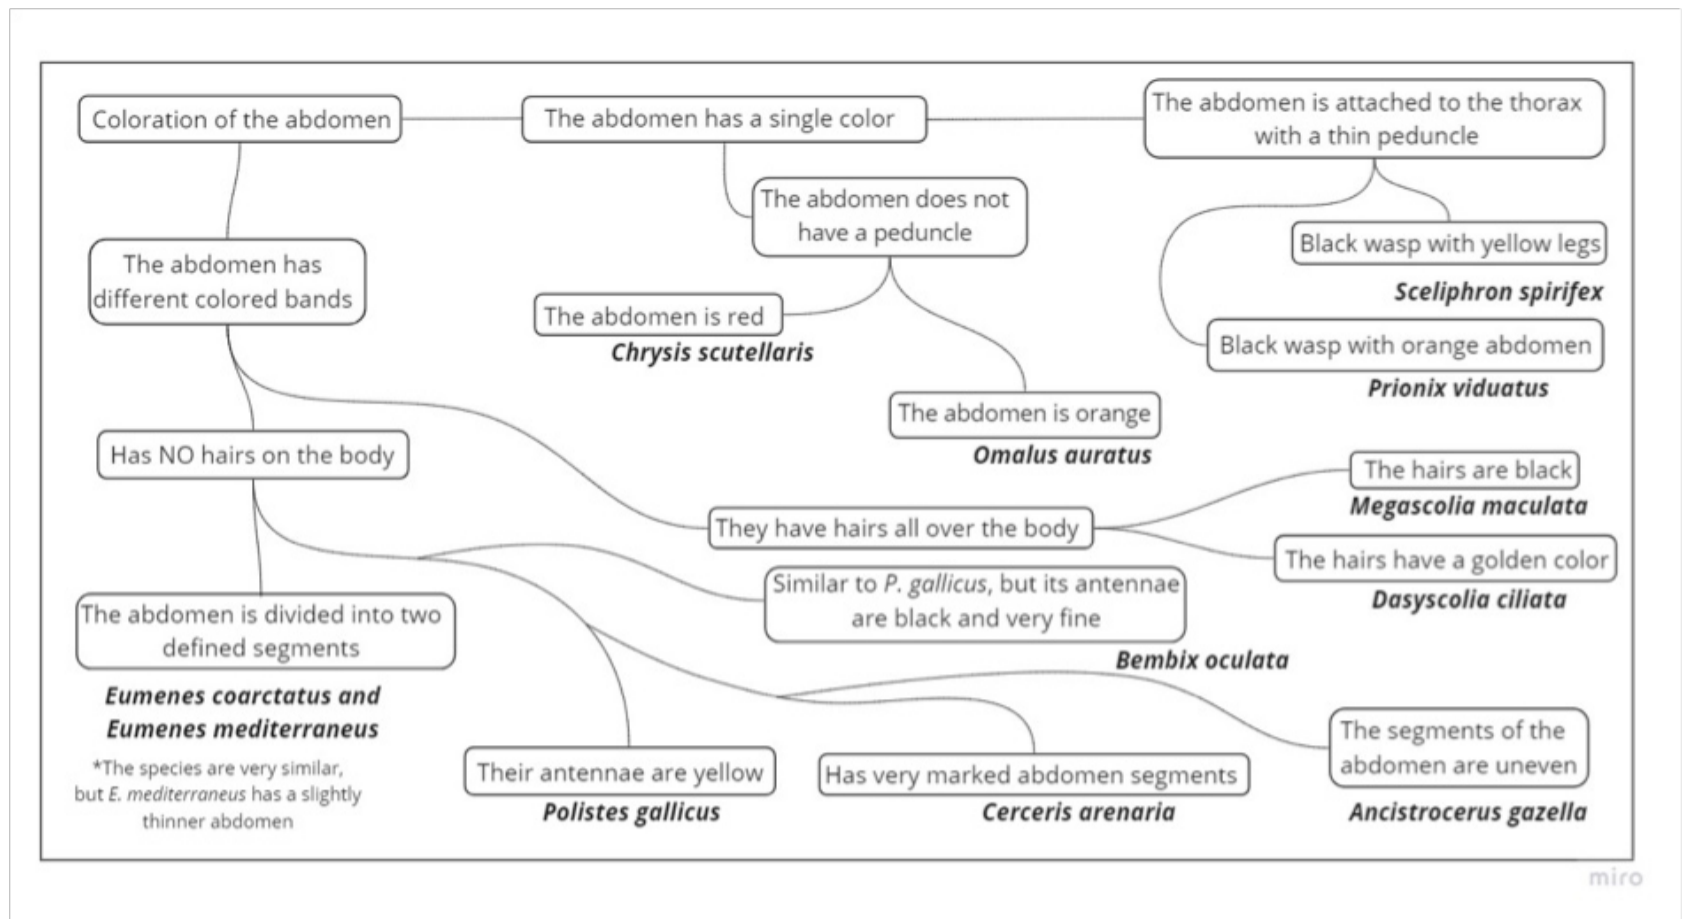 Coloration of the abdomen
The abdomen has a single color
The abdomen is attached to the thorax
with a thin peduncle
The abdomen does not
have a peduncle
Black wasp with yellow legs
Sceliphron spirifex
The abdomen has
different colored bands
The abdomen is red
Chrysis scutellaris
Black wasp with orange abdomen
Prionix viduatus
The abdomen is orange
Omalus auratus
Has NO hairs on the body
The hairs are black
Megascolia maculata
They have hairs all over the body
The hairs have a golden color
Dasyscolia ciliata
Similar to P. gallicus, but its antennae
are black and very fine
Bembix oculata
The abdomen is divided into two
defined segments
Eumenes coarctatus and
Eumenes mediterraneus
*The species are very similar,
but E. mediterraneus has a slightly
thinner abdomen
Their antennae are yellow
Polistes gallicus
Has very marked abdomen segments
Cerceris arenaria
The segments of the
abdomen are uneven
Ancistrocerus gazella
miro